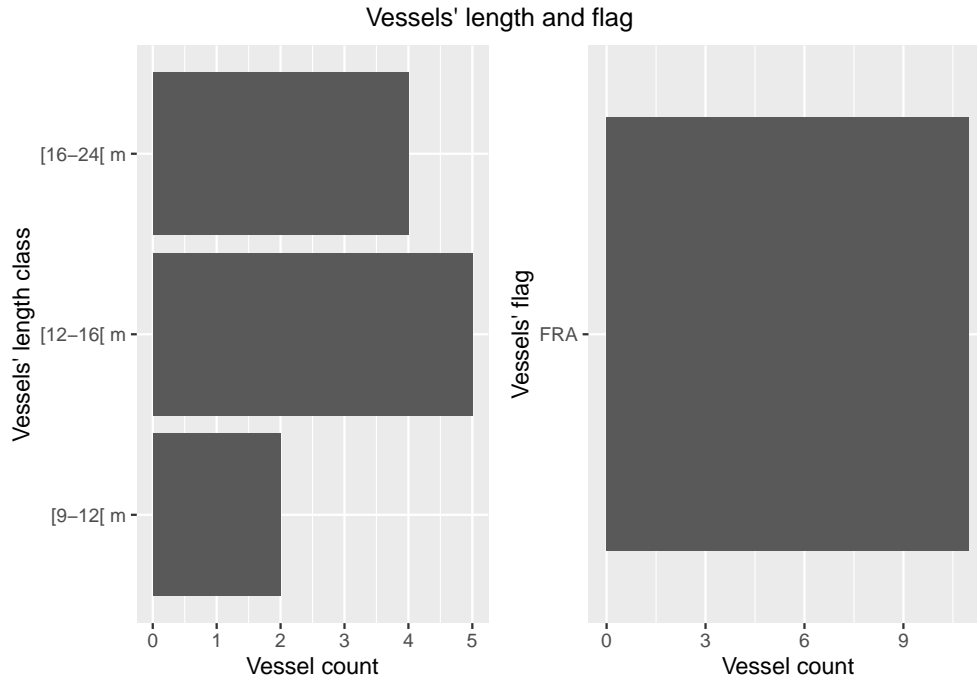 Vessels' length and flag
Vessels' length class
[16–24[ m
[12–16[ m
[9–12[ m
0 1 2 3 4 5
Vessel count
Vessels' flag
FRA
0 3 6 9
Vessel count